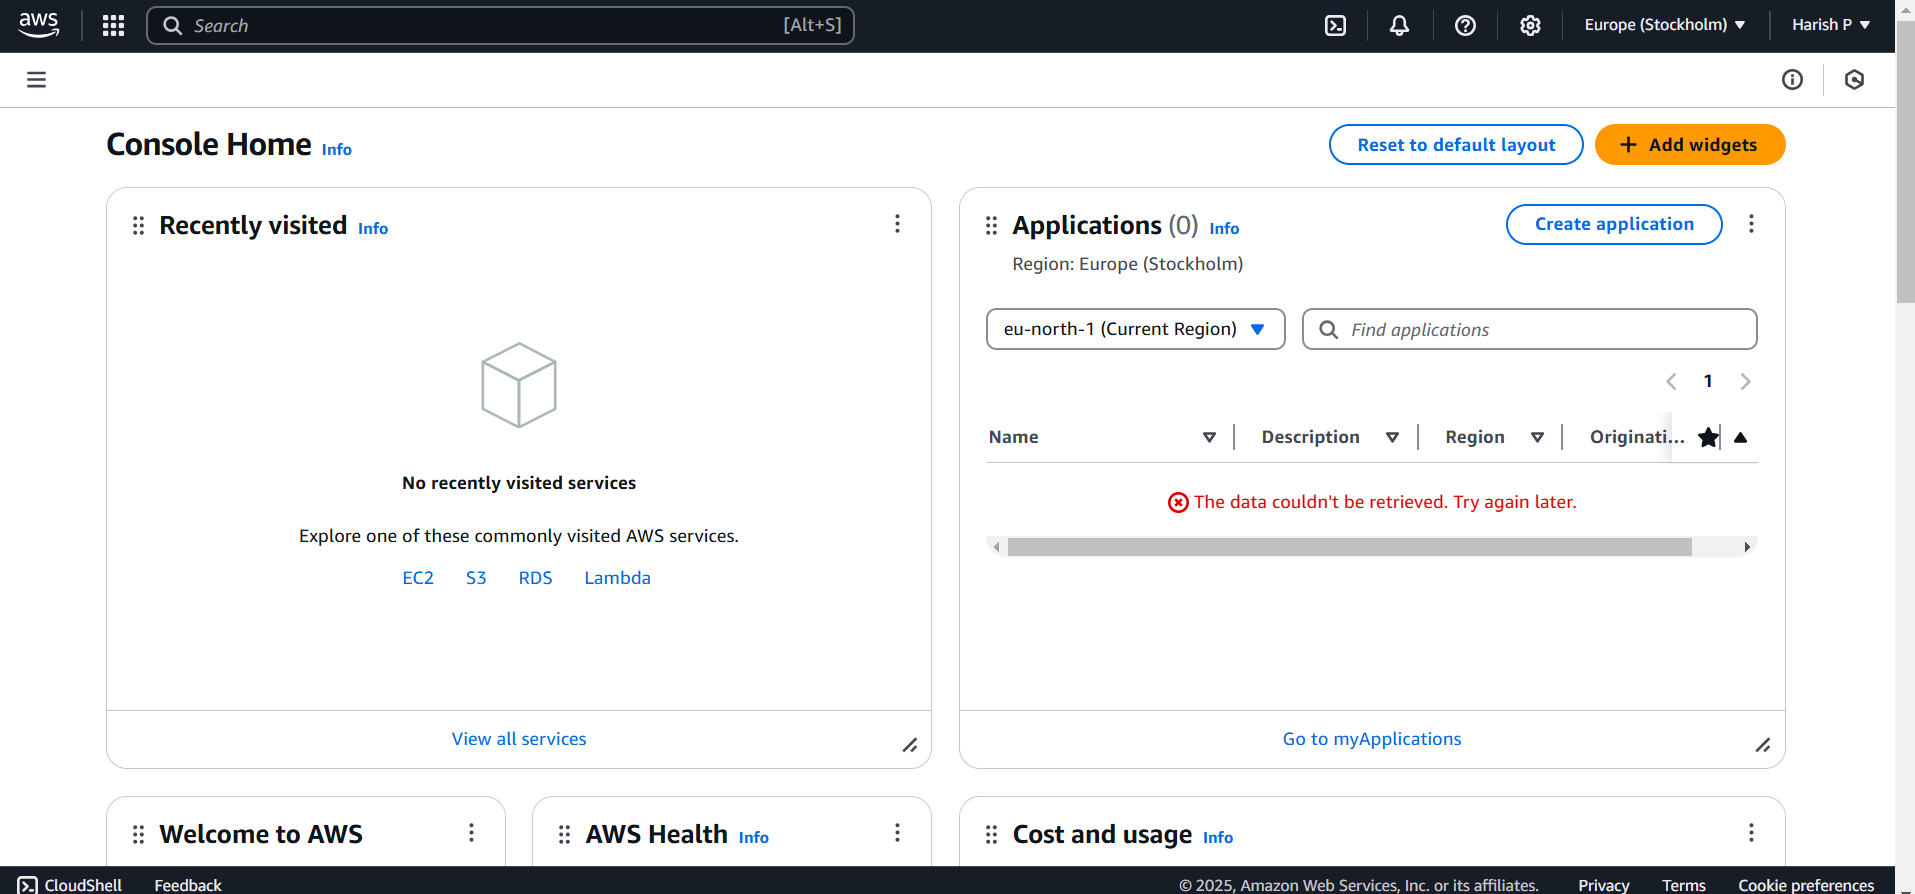 aws
Search [Alt+S]
Europe (Stockholm)
Harish P
Console Home Info
Reset to default layout
Add widgets
Recently visited Info
No recently visited services
Explore one of these commonly visited AWS services.
EC2 S3 RDS Lambda
View all services
Applications (0) Info
Create application
Region: Europe (Stockholm)
eu-north-1 (Current Region)
Find applications
1
Name Description Region Originati...
The data couldn't be retrieved. Try again later.
Go to myApplications
Welcome to AWS
AWS Health Info
Cost and usage Info
CloudShell Feedback © 2025, Amazon Web Services, Inc. or its affiliates. Privacy Terms Cookie preferences